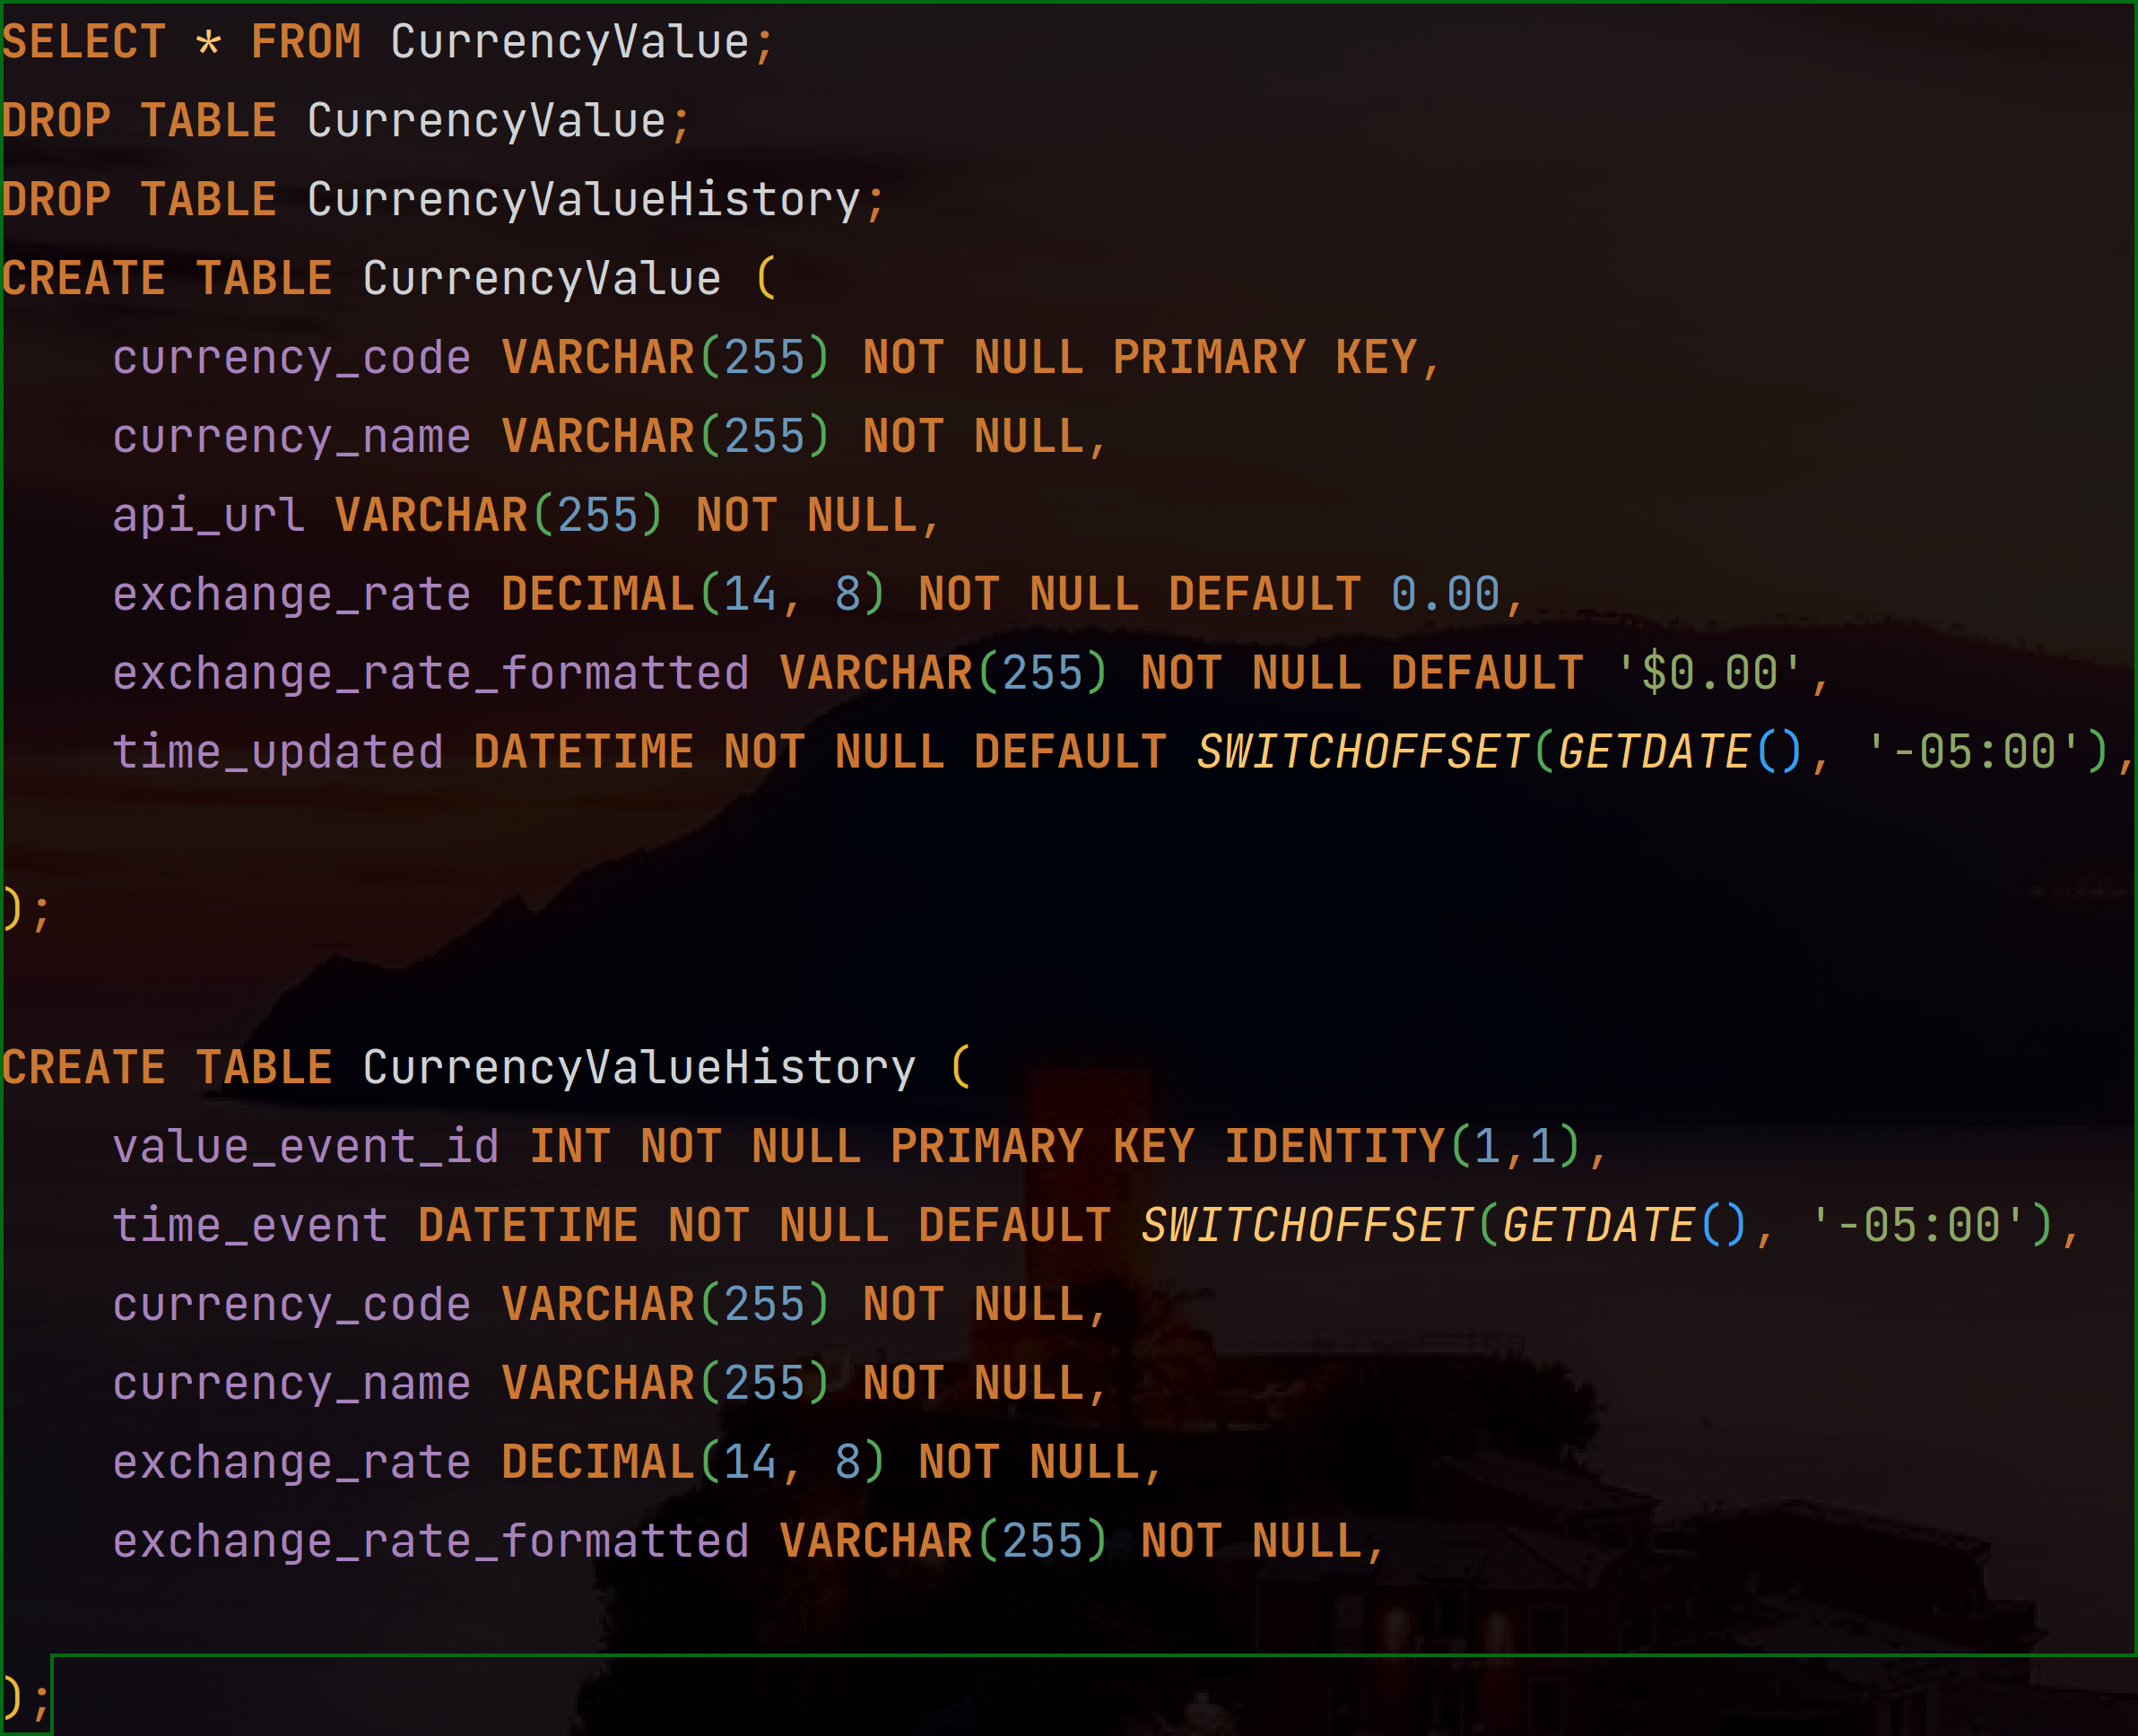 SELECT * FROM CurrencyValue;
DROP TABLE CurrencyValue;
DROP TABLE CurrencyValueHistory;
CREATE TABLE CurrencyValue (
    currency_code VARCHAR(255) NOT NULL PRIMARY KEY,
    currency_name VARCHAR(255) NOT NULL,
    api_url VARCHAR(255) NOT NULL,
    exchange_rate DECIMAL(14, 8) NOT NULL DEFAULT 0.00,
    exchange_rate_formatted VARCHAR(255) NOT NULL DEFAULT '$0.00',
    time_updated DATETIME NOT NULL DEFAULT SWITCHOFFSET(GETDATE(), '-05:00'),
);
CREATE TABLE CurrencyValueHistory (
    value_event_id INT NOT NULL PRIMARY KEY IDENTITY(1,1),
    time_event DATETIME NOT NULL DEFAULT SWITCHOFFSET(GETDATE(), '-05:00'),
    currency_code VARCHAR(255) NOT NULL,
    currency_name VARCHAR(255) NOT NULL,
    exchange_rate DECIMAL(14, 8) NOT NULL,
    exchange_rate_formatted VARCHAR(255) NOT NULL,
);